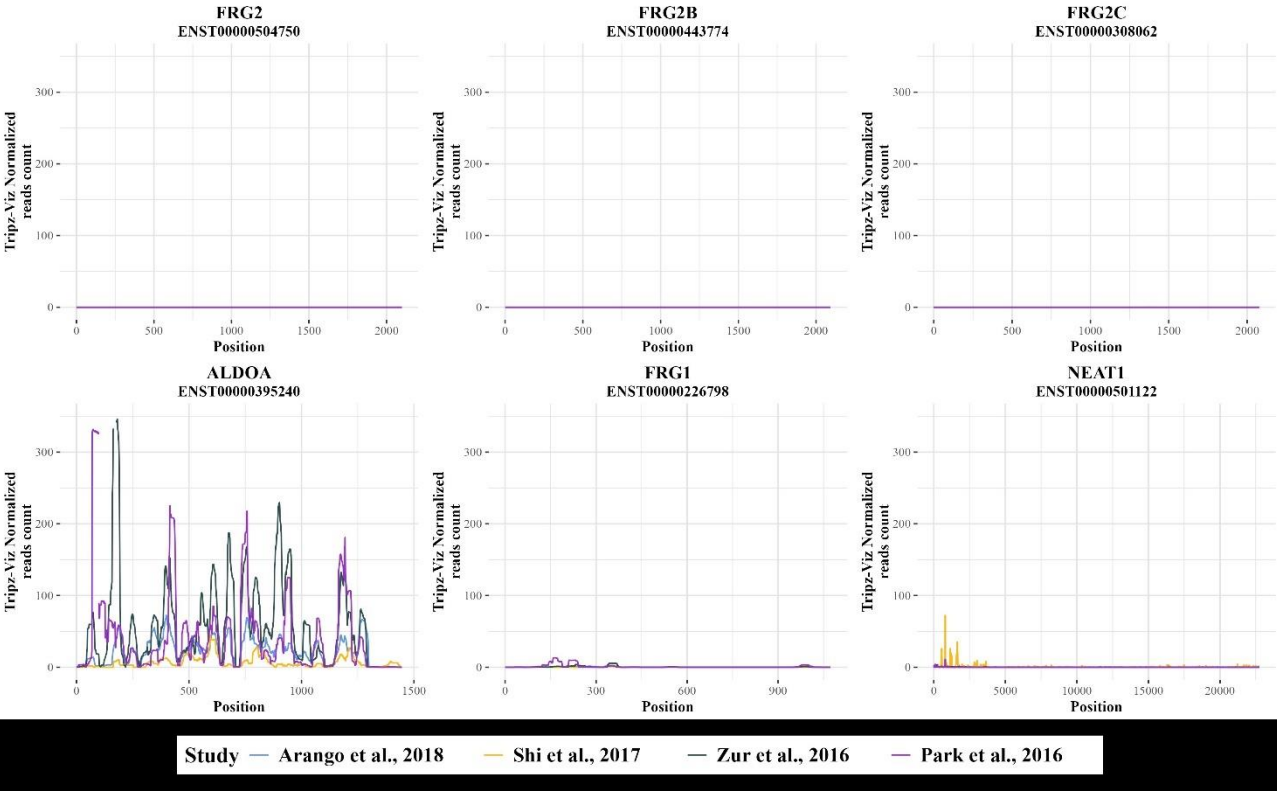 FRG2
ENST00000504750
Tripz-Viz Normalized
reads count
300
200
100
0
0 500 1000 1500 2000
Position
FRG2B
ENST00000443774
Tripz-Viz Normalized
reads count
300
200
100
0
0 500 1000 1500 2000
Position
FRG2C
ENST00000308062
Tripz-Viz Normalized
reads count
300
200
100
0
0 500 1000 1500 2000
Position
ALDOA
ENST00000395240
Tripz-Viz Normalized
reads count
300
200
100
0
0 500 1000 1500
Position
FRG1
ENST00000226798
Tripz-Viz Normalized
reads count
300
200
100
0
0 300 600 900
Position
NEAT1
ENST00000501122
Tripz-Viz Normalized
reads count
300
200
100
0
0 5000 10000 15000 20000
Position
Study Arango et al., 2018 Shi et al., 2017 Zur et al., 2016 Park et al., 2016